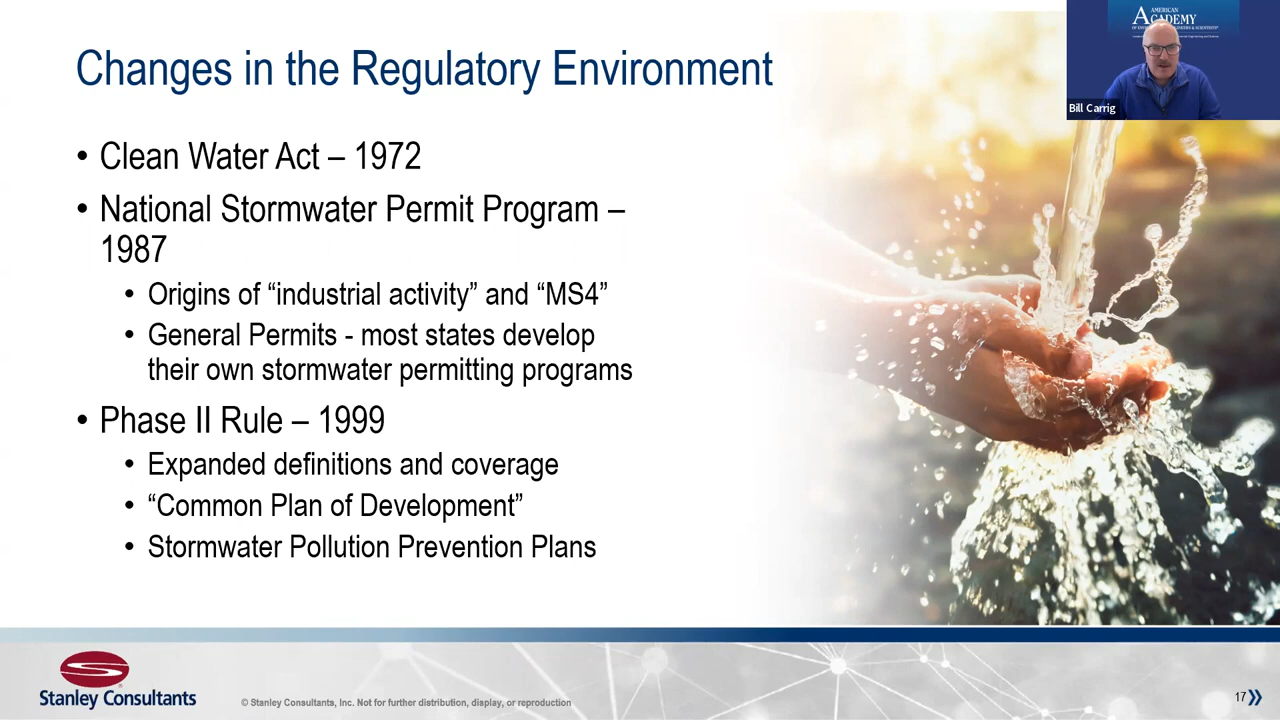 Changes in the Regulatory Environment
AMERICAN
ACADEMY
Bill Carrig
• Clean Water Act – 1972
• National Stormwater Permit Program –
1987
• Origins of “industrial activity” and “MS4”
• General Permits - most states develop
their own stormwater permitting programs
• Phase II Rule – 1999
• Expanded definitions and coverage
• “Common Plan of Development”
• Stormwater Pollution Prevention Plans
Stanley Consultants
© Stanley Consultants, Inc. Not for further distribution, display, or reproduction
17